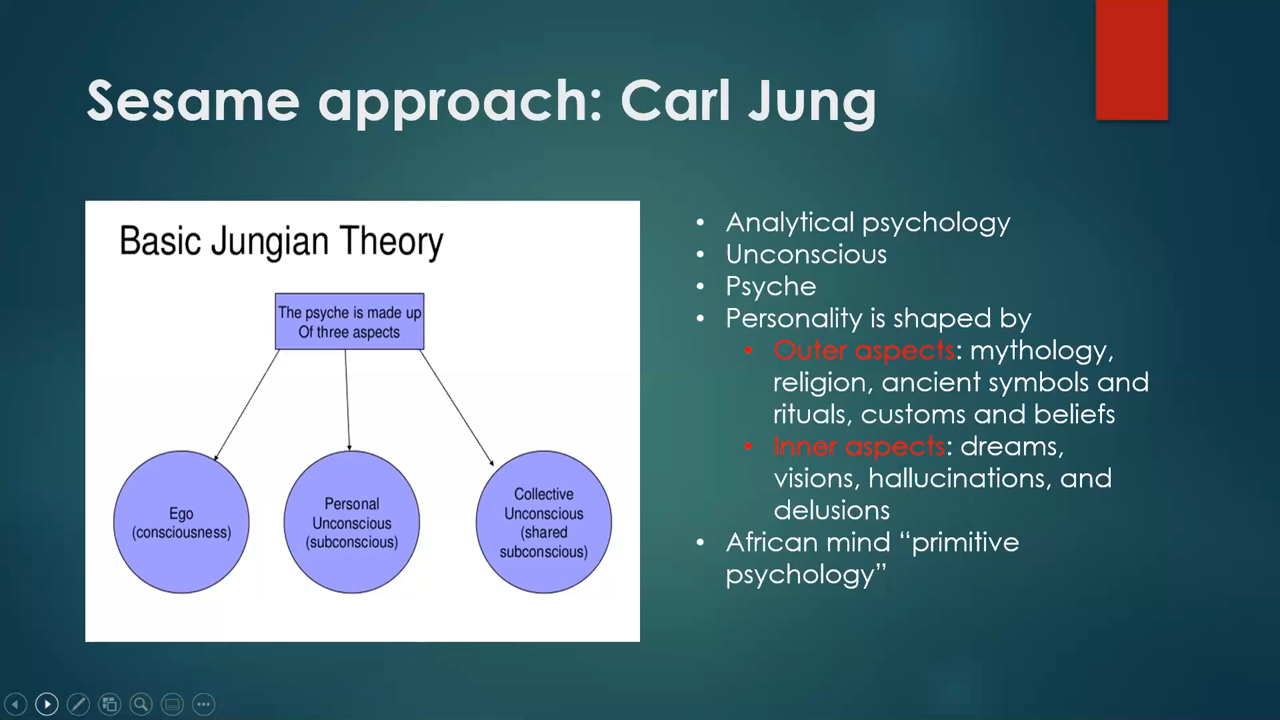 Sesame approach: Carl Jung
Basic Jungian Theory
The psyche is made up
Of three aspects
Ego
(consciousness)
Personal
Unconscious
(subconscious)
Collective
Unconscious
(shared
subconscious)
• Analytical psychology
• Unconscious
• Psyche
• Personality is shaped by
• Outer aspects: mythology,
religion, ancient symbols and
rituals, customs and beliefs
• Inner aspects: dreams,
visions, hallucinations, and
delusions
• African mind “primitive
psychology”